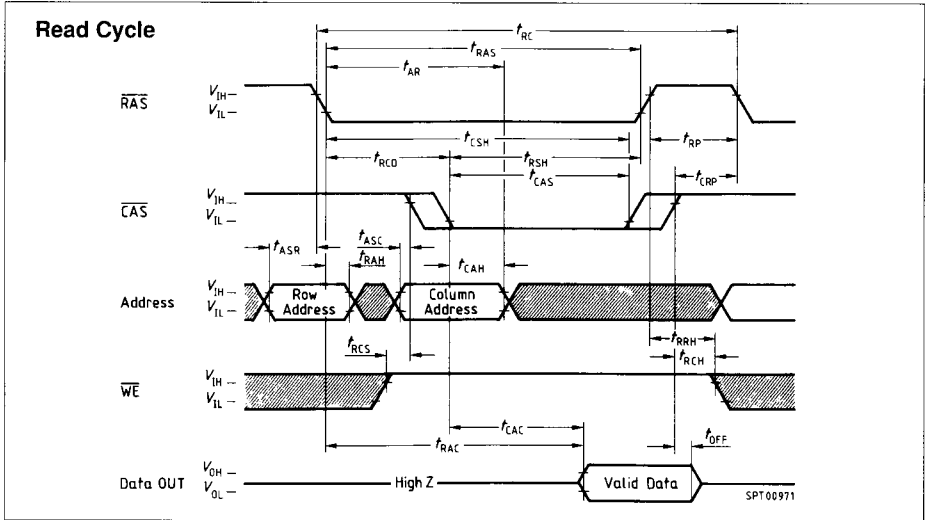 Read Cycle
tRC
tRAS
tAR
RAS
VIH
VIL
tCSH
tRP
tRCD
tRSH
tCAS
tCRP
CAS
VIH
VIL
tASR
tASC
tRAH
tCAH
Address
VIH
VIL
Row
Address
Column
Address
tRRH
tRCS
tRCH
WE
VIH
VIL
tCAC
tRAC
tOFF
Data OUT
VOH
VOL
High Z
Valid Data
SPT00971